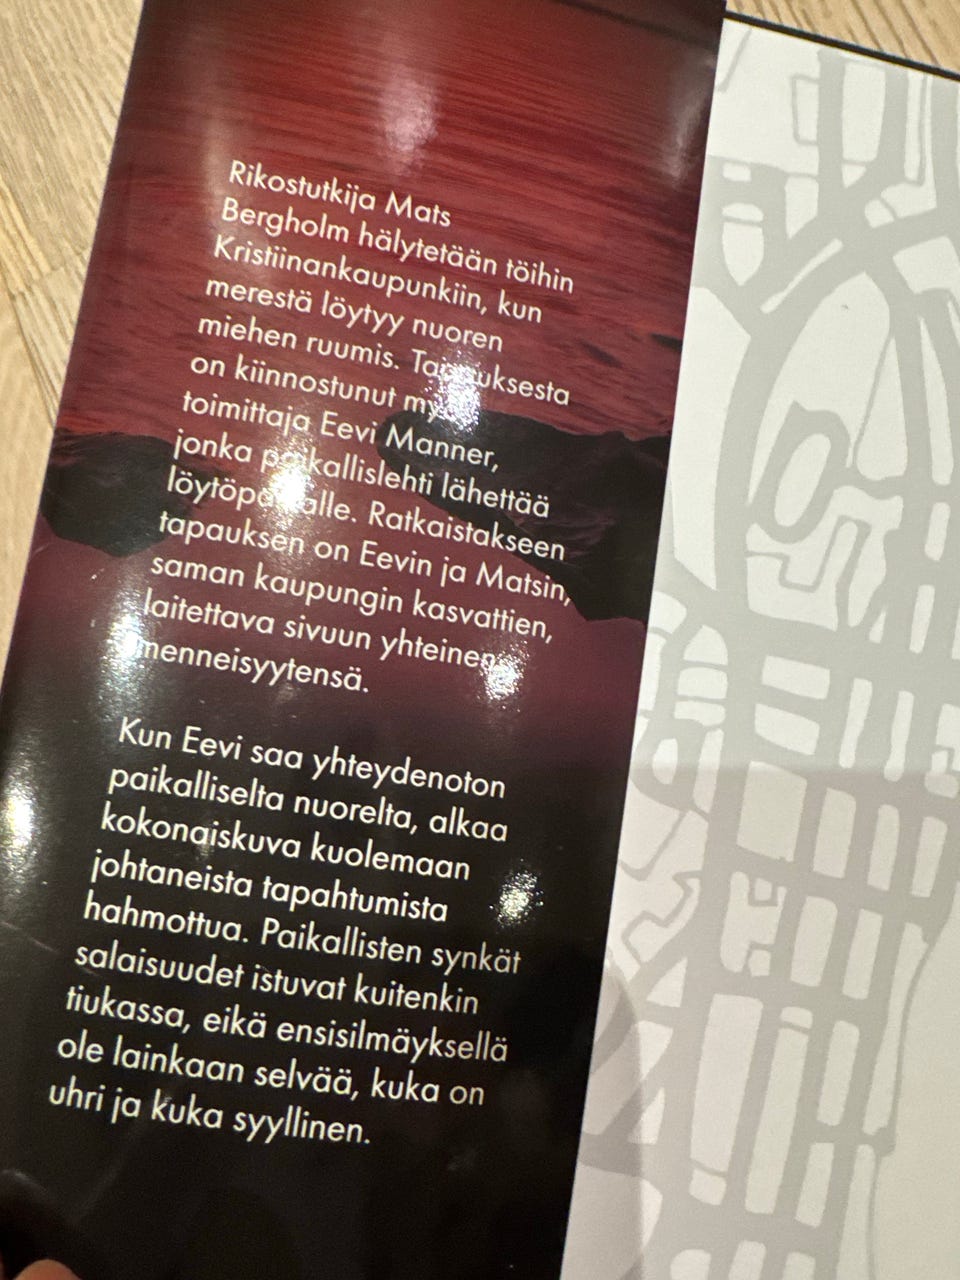 Rikostutkija Mats
Bergholm hälytetään töihin
Kristiinankaupunkiin, kun
merestä löytyy nuoren
miehen ruumis. Tapauksesta
on kiinnostunut myös
toimittaja Eevi Manner,
jonka paikallislehti lähettää
löytöpaikalle. Ratkaistakseen
tapauksen on Eevin ja Matsin,
saman kaupungin kasvattien,
laitettava sivuun yhteinen
menneisyytensä.
Kun Eevi saa yhteydenoton
paikalliselta nuorelta, alkaa
kokonaiskuva kuolemaan
johtaneista tapahtumista
hahmottua. Paikallisten synkät
salaisuudet istuvat kuitenkin
tiukassa, eikä ensisilmäyksellä
ole lainkaan selvää, kuka on
uhri ja kuka syyllinen.